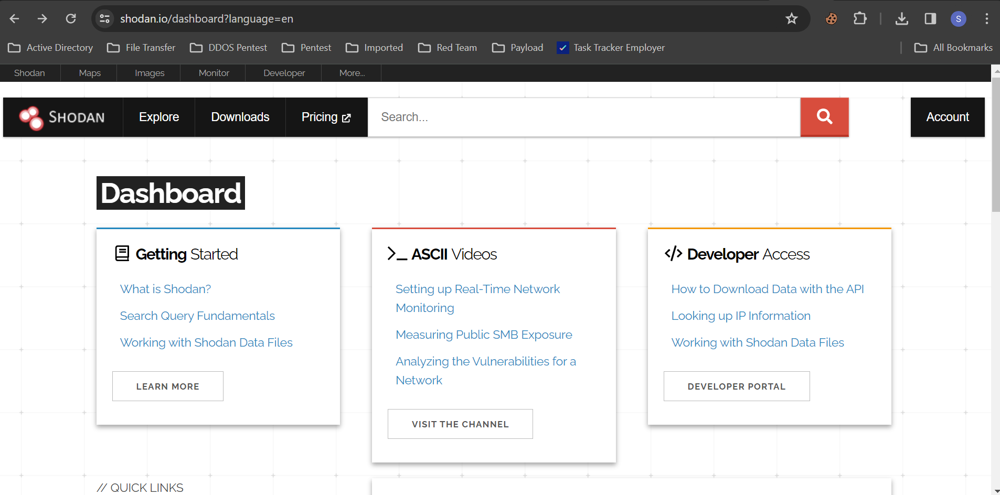 shodan.io/dashboard?language=en
S
Active Directory File Transfer DDOS Pentest Pentest Imported Red Team Payload Task Tracker Employer All Bookmarks
Shodan Maps Images Monitor Developer More...
SHODAN Explore Downloads Pricing Search... Account
Dashboard
Getting Started
What is Shodan?
Search Query Fundamentals
Working with Shodan Data Files
LEARN MORE
>_ ASCII Videos
Setting up Real-Time Network
Monitoring
Measuring Public SMB Exposure
Analyzing the Vulnerabilities for a
Network
VISIT THE CHANNEL
</> Developer Access
How to Download Data with the API
Looking up IP Information
Working with Shodan Data Files
DEVELOPER PORTAL
// QUICK LINKS